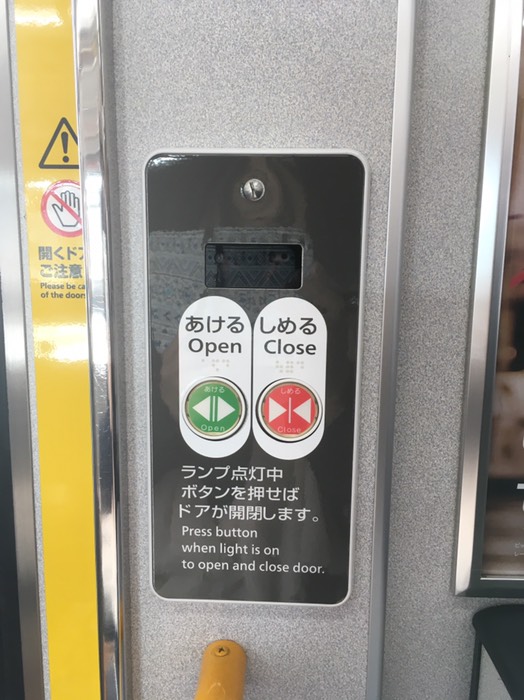 開くド
ご注意
Please be
of the door
あける
Open
しめる
Close
あける
Open
しめる
Close
ランプ点灯中
ボタンを押せば
ドアが開閉します。
Press button
when light is on
to open and close door.